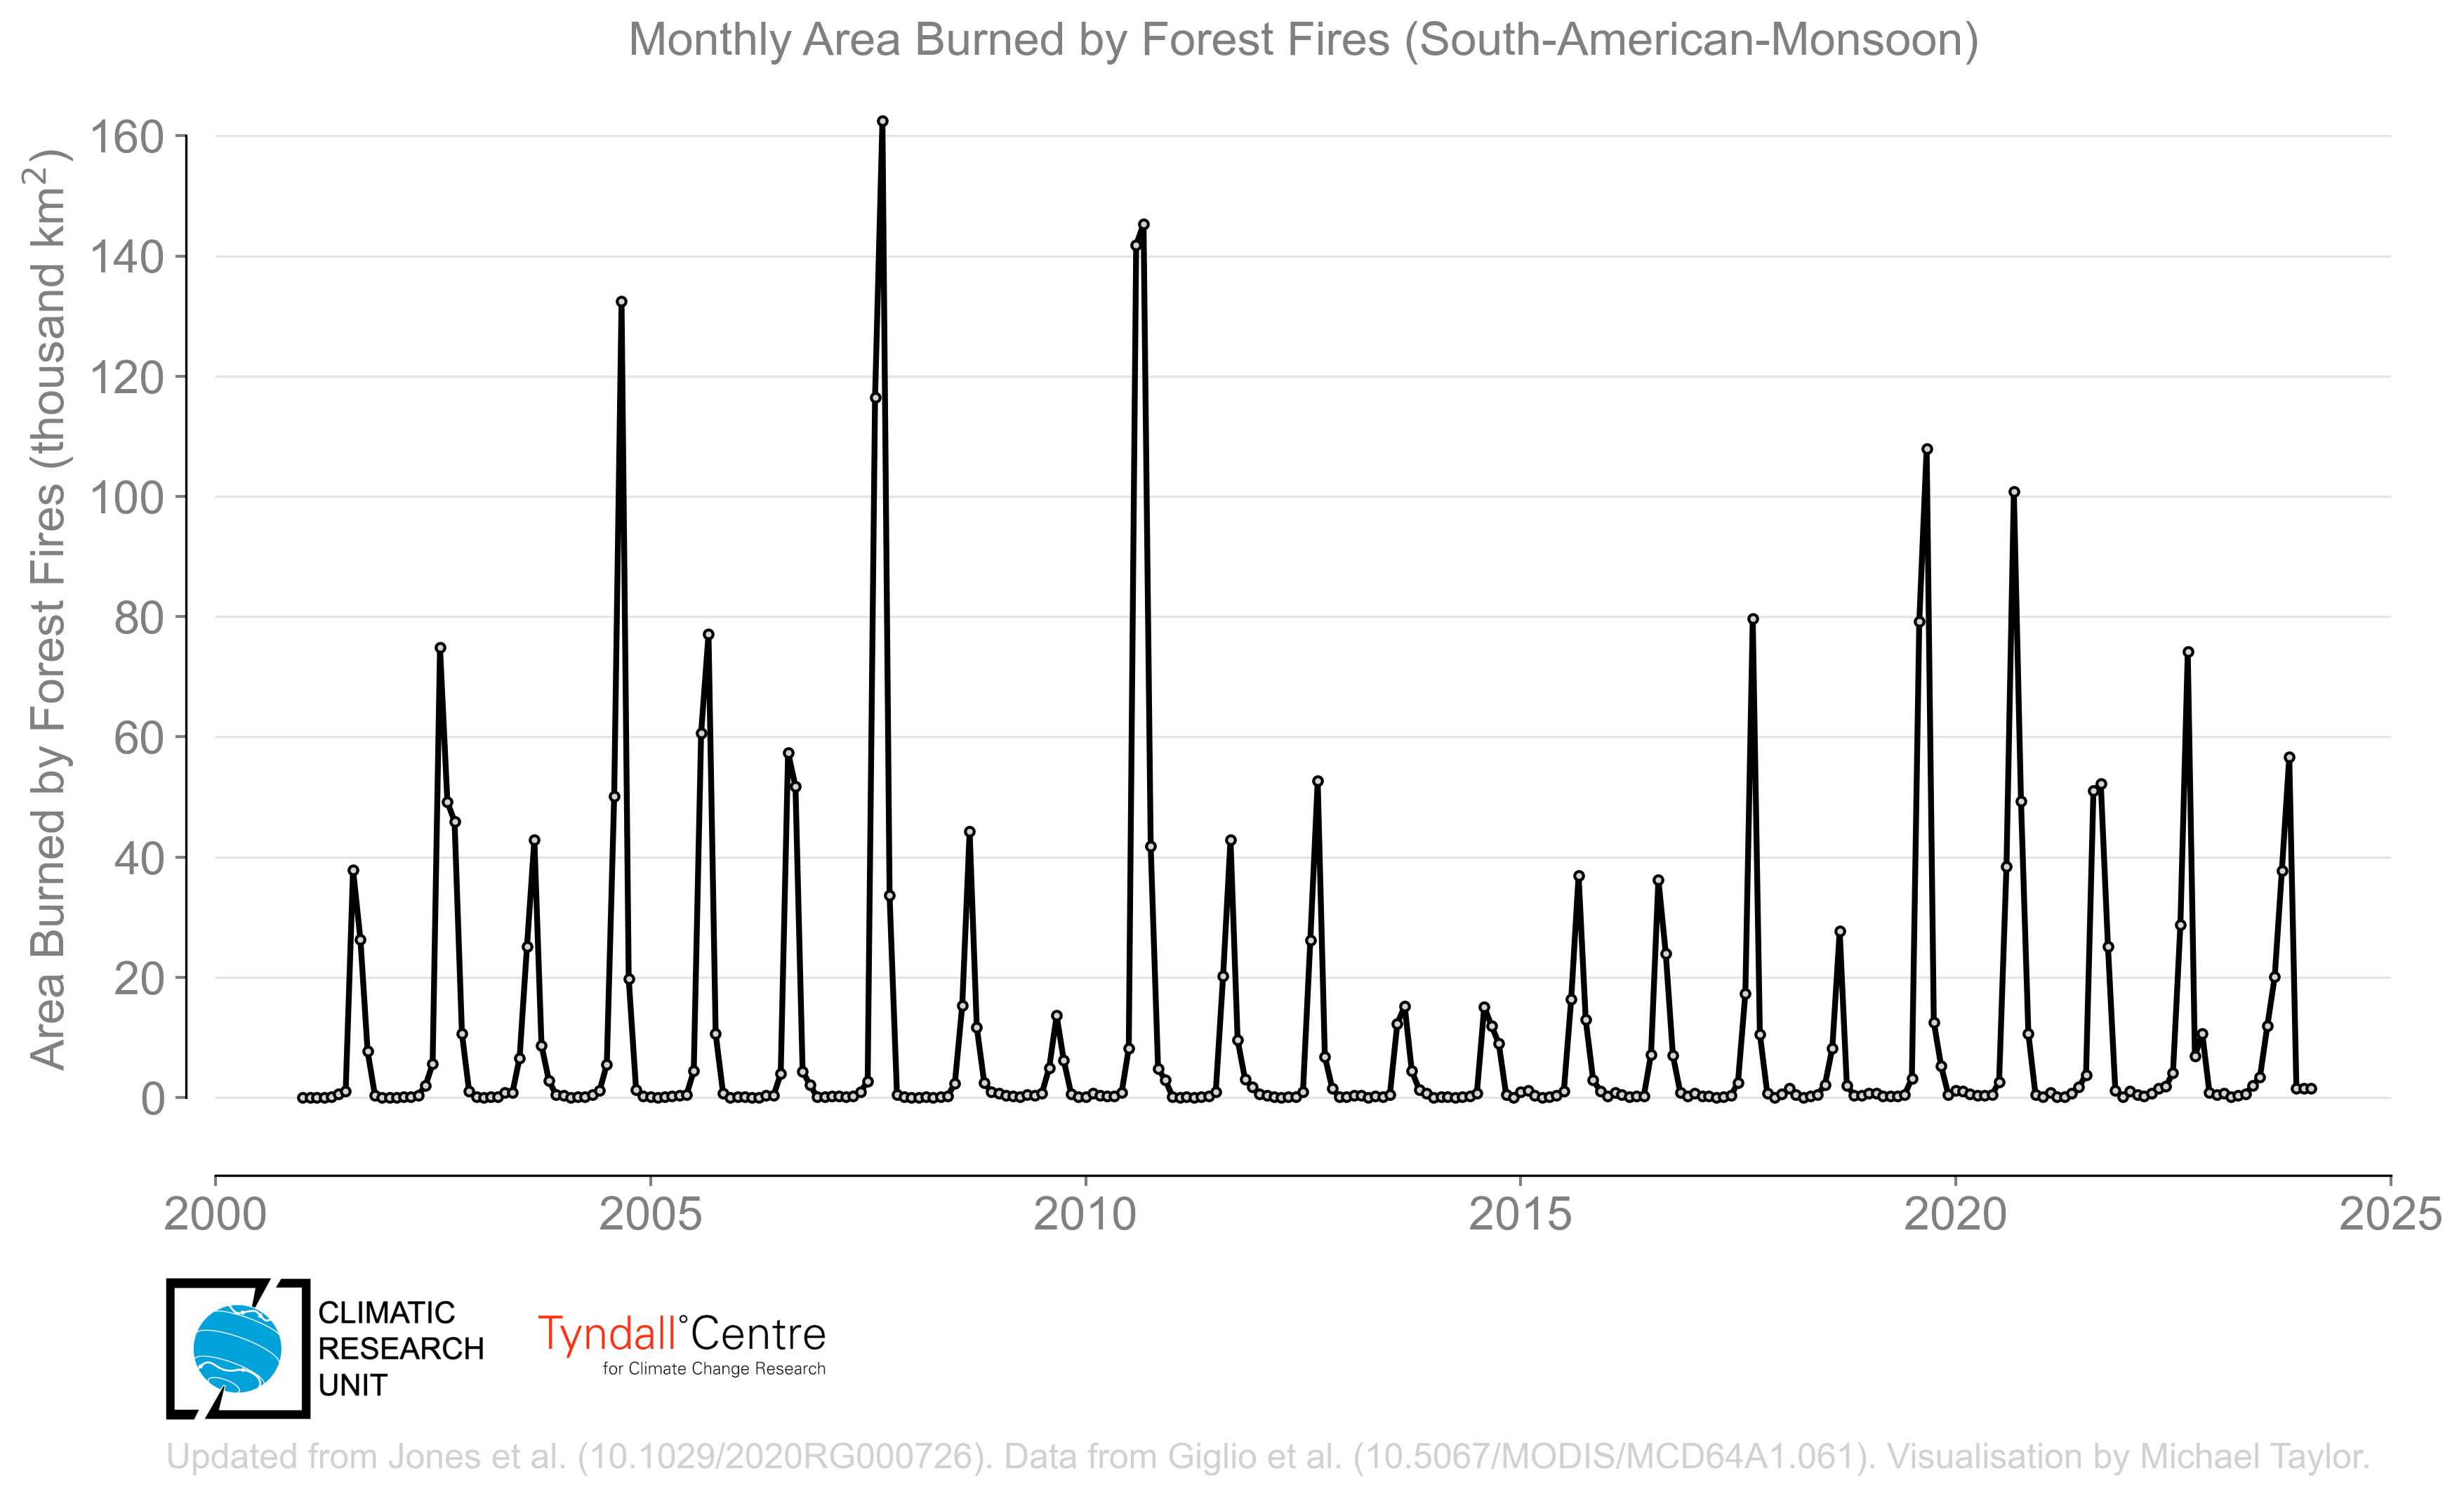 Monthly Area Burned by Forest Fires (South-American-Monsoon)
Area Burned by Forest Fires (thousand km²)
160
140
120
100
80
60
40
20
0
2000 2005 2010 2015 2020 2025
CLIMATIC
RESEARCH
UNIT
Tyndall°Centre
for Climate Change Research
Updated from Jones et al. (10.1029/2020RG000726). Data from Giglio et al. (10.5067/MODIS/MCD64A1.061). Visualisation by Michael Taylor.